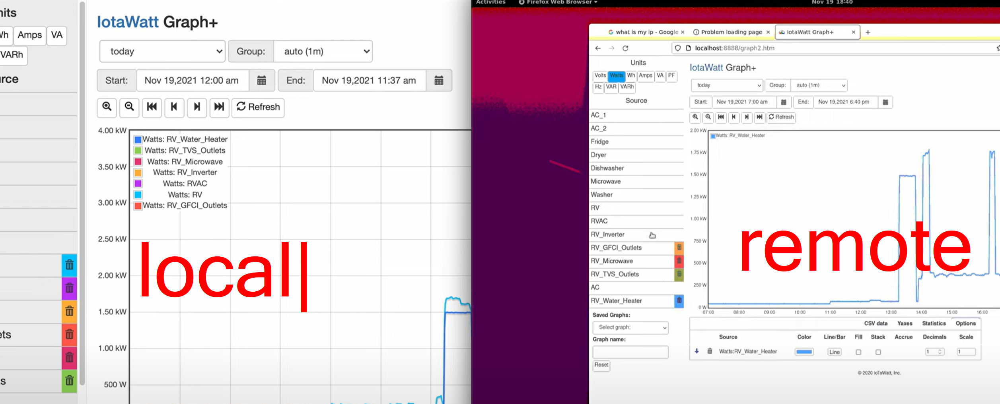 nits
Wh Amps VA
VARh
urce
ets
ts
IotaWatt Graph+
today Group: auto (1m)
Start: Nov 19,2021 12:00 am End: Nov 19,2021 11:37 am
Refresh
4.00 kW
3.50 kW
3.00 kW
2.50 kW
2.00 kW
1.50 kW
1.00 kW
500 W
Watts: RV_Water_Heater
Watts: RV_TVS_Outlets
Watts: RV_Microwave
Watts: RV_Inverter
Watts: RVAC
Watts: RV
Watts: RV_GFCI_Outlets
local
Activities Firefox Web Browser Nov 19 18:40
what is my ip - Google Problem loading page IotaWatt Graph+
localhost:8888/graph2.htm
Units
Volts Watts Wh Amps VA PF
Hz VAR VARh
Source
AC_1
AC_2
Fridge
Dryer
Dishwasher
Microwave
Washer
RV
RVAC
RV_Inverter
RV_GFCI_Outlets
RV_Microwave
RV_TVS_Outlets
AC
RV_Water_Heater
Saved Graphs:
Select graph:
Graph name:
Reset
IotaWatt Graph+
today Group: auto (1m)
Start: Nov 19,2021 7:00 am End: Nov 19,2021 6:40 pm
Refresh
2.00 kW
1.75 kW
1.50 kW
1.25 kW
1.00 kW
750 W
500 W
250 W
0 W
Watts: RV_Water_Heater
remote
07:00 08:00 09:00 10:00 11:00 12:00 13:00 14:00 15:00 16:00
CSV data Yaxes Statistics Options
Source Color Line/Bar Fill Stack Accrue Decimals Scale
Watts:RV_Water_Heater Line 1 1
© 2020 IoTaWatt, Inc.